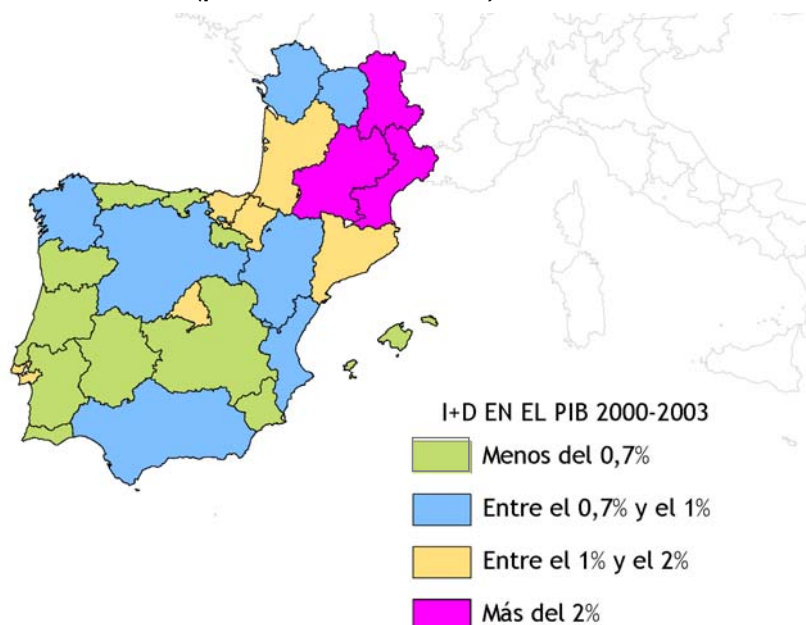 I+D EN EL PIB 2000-2003
Menos del 0,7%
Entre el 0,7% y el 1%
Entre el 1% y el 2%
Más del 2%